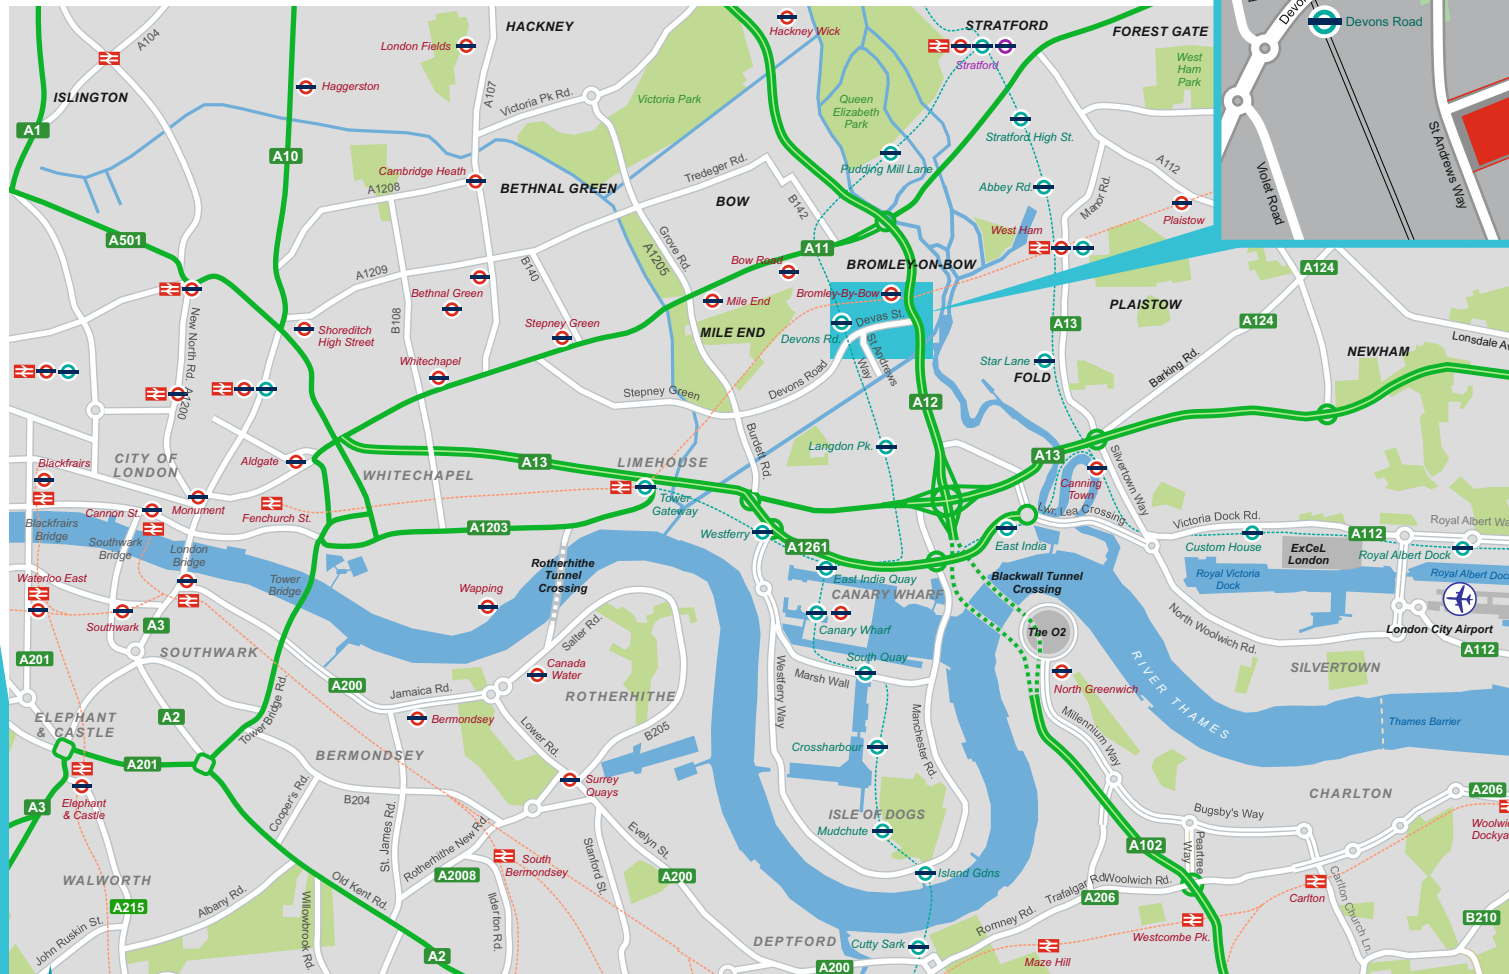 HACKNEY
STRATFORD
FOREST GATE
A104
London Fields
Hackney Wick
Stratford
West
Ham
Park
Devons Road
ISLINGTON
Haggerston
A107
Victoria Pk Rd.
Victoria Park
Queen
Elizabeth
Park
Stratford High St.
A1
A10
Pudding Mill Lane
A112
St Andrews Way
Violet Road
Cambridge Heath
A1208
BETHNAL GREEN
Tredeger Rd.
BOW
B142
Abbey Rd.
Manor Rd.
Plaistow
A501
A11
West Ham
A1209
B140
Grove Rd.
A1205
Bow Road
BROMLEY-ON-BOW
A124
Bethnal Green
Mile End
Bromley-By-Bow
PLAISTOW
New North Rd.
A1200
Shoreditch
High Street
B108
Stepney Green
MILE END
Devas St.
Devons Rd.
St Andrews
Way
A13
A124
Lonsdale Av
NEWHAM
Whitechapel
Star Lane
FOLD
Barking Rd.
Stepney Green
Devons Road
A12
CITY OF
LONDON
Aldgate
WHITECHAPEL
A13
LIMEHOUSE
Burdett Rd.
Langdon Pk.
A13
Silvertown Way
Blackfrairs
Canning
Town
Cannon St.
Monument
Fenchurch St.
Tower
Gateway
Lwr. Lea Crossing
Victoria Dock Rd.
Royal Albert Wa
Blackfrairs
Bridge
Southwark
Bridge
London
Bridge
A1203
Westferry
A1261
East India
Custom House
ExCeL
London
A112
Royal Albert Dock
Waterloo East
Tower
Bridge
Rotherhithe
Tunnel
Crossing
East India Quay
CANARY WHARF
Blackwall Tunnel
Crossing
Royal Victoria
Dock
Royal Albert Dock
Wapping
Southwark
A3
Salter Rd.
Canary Wharf
The O2
North Woolwich Rd.
London City Airport
A112
A201
SOUTHWARK
A200
Jamaica Rd.
Canada
Water
ROTHERHITHE
South Quay
Marsh Wall
Westferry Way
North Greenwich
RIVER THAMES
SILVERTOWN
ELEPHANT
& CASTLE
A2
Tower Bridge Rd.
Bermondsey
Lower Rd.
B205
Manchester Rd.
Millennium Way
Thames Barrier
A201
BERMONDSEY
Crossharbour
Surrey
Quays
A3
Elephant
& Castle
Cooper's Rd.
B204
St. James Rd.
Rotherhithe New Rd.
Evelyn St.
Stanford St.
ISLE OF DOGS
Mudchute
Bugsby's Way
CHARLTON
A206
Woolwi
Dockya
A102
Peartree
Way
WALWORTH
A2008
South
Bermondsey
A200
Island Gdns
Woolwich Rd.
Trafalgar Rd
A206
Carlton
Carlton Church Ln.
A215
Albany Rd.
Old Kent Rd.
Willowbrook Rd.
Ilderton Rd.
Romney Rd.
B210
John Ruskin St.
A2
DEPTFORD
Cutty Sark
A200
Maze Hill
Westcombe Pk.